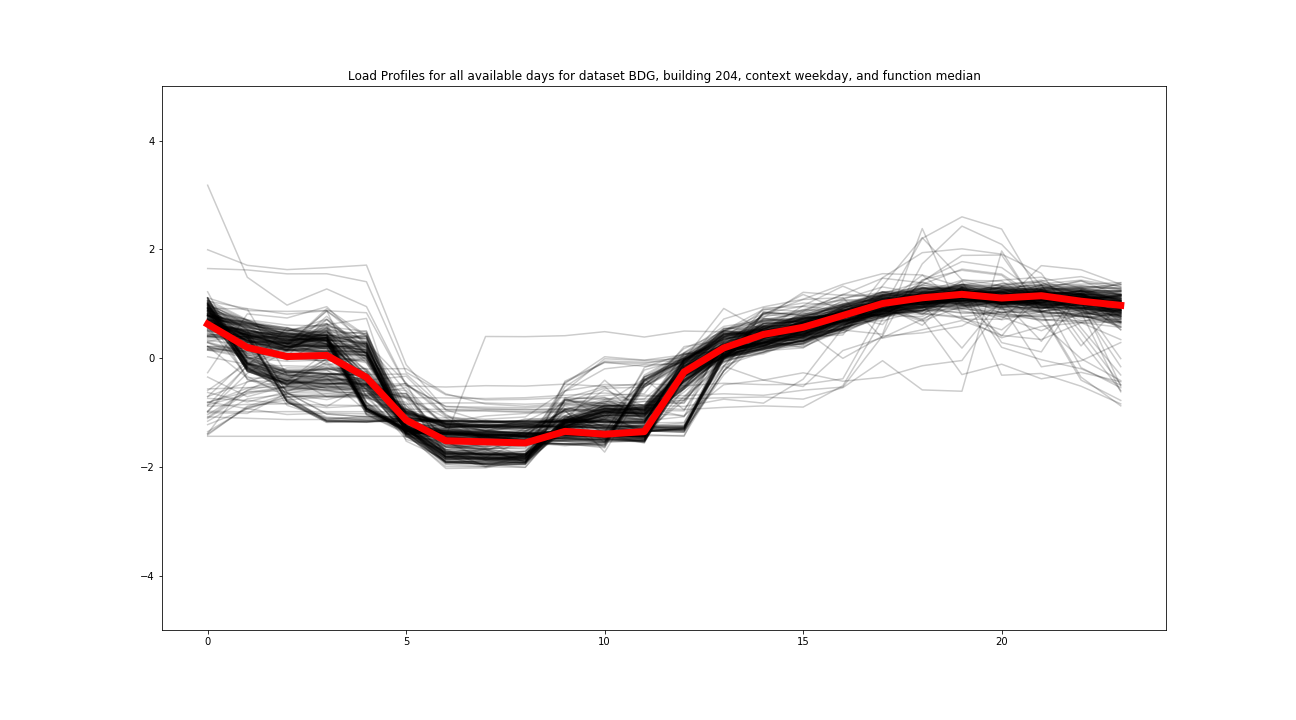 Load Profiles for all available days for dataset BDG, building 204, context weekday, and function median
4
2
0
−2
−4
0 5 10 15 20